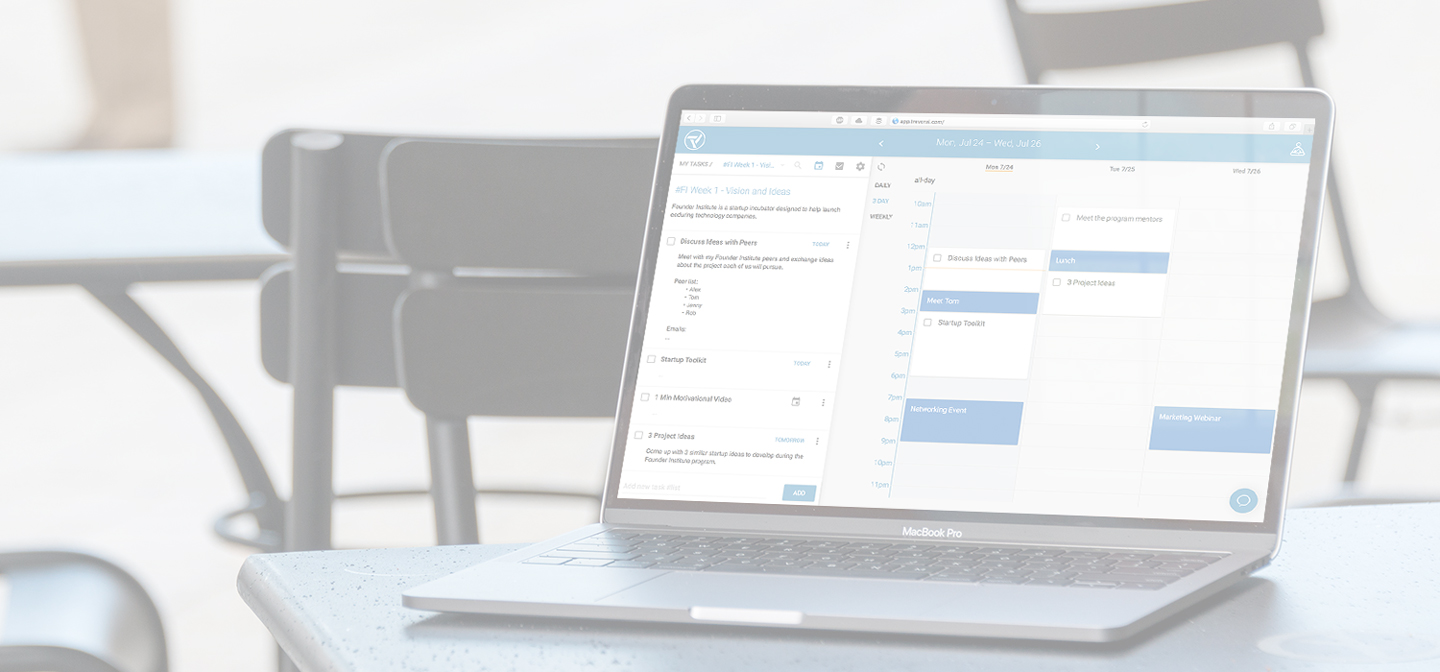 app.trevorai.com/
Mon, Jul 24 – Wed, Jul 26
MY TASKS /
#FI Week 1 - Visi...
#FI Week 1 - Vision and Ideas
Founder Institute is a startup incubator designed to help launch
enduring technology companies.
Discuss Ideas with Peers
TODAY
Meet with my Founder Institute peers and exchange ideas
about the project each of us will pursue.
Peer list:
- Alex
- Tom
- Jenny
- Rob
Emails:
...
Startup Toolkit
TODAY
1 Min Motivational Video
3 Project Ideas
TOMORROW
Come up with 3 similar startup ideas to develop during the
Founder Institute program.
Add new task #hint
ADD
DAILY
3 DAY
WEEKLY
Mon 7/24
Tue 7/25
Wed 7/26
all-day
10am
11am
12pm
1pm
2pm
3pm
4pm
5pm
6pm
7pm
8pm
9pm
10pm
11pm
Discuss Ideas with Peers
Meet Tom
Startup Toolkit
Networking Event
Meet the program mentors
Lunch
3 Project Ideas
Marketing Webinar
MacBook Pro